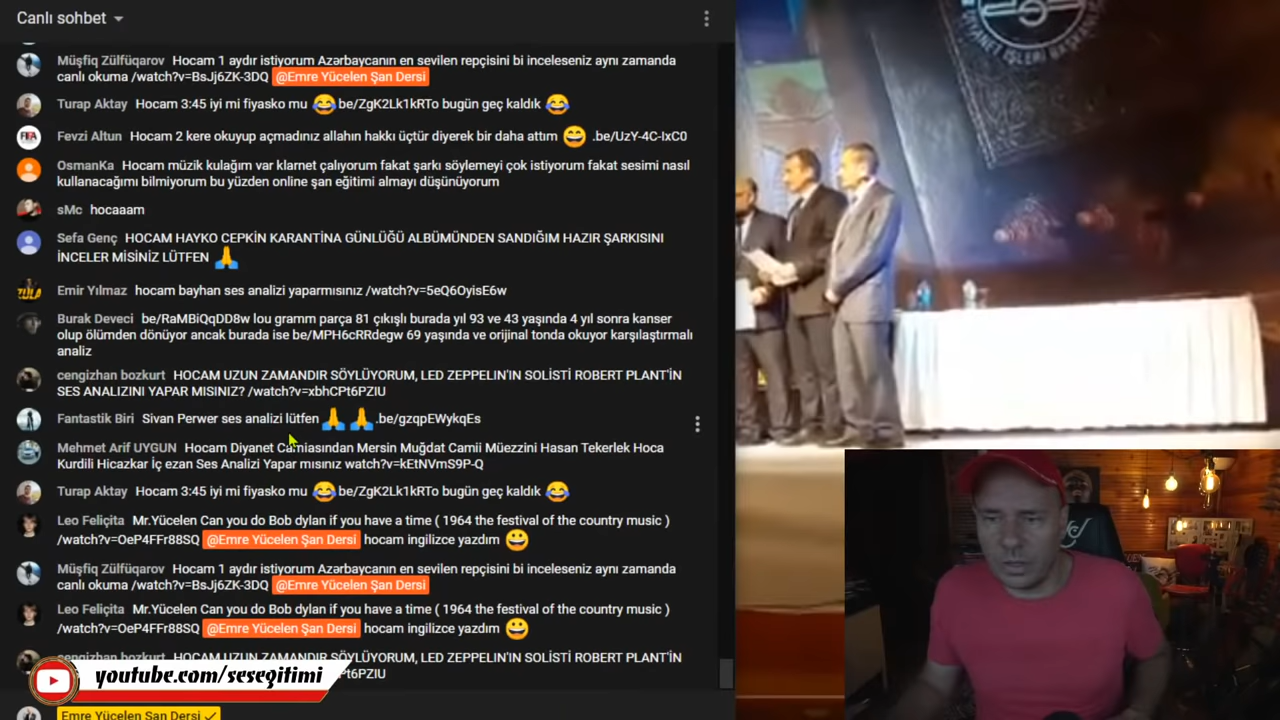 Canlı sohbet
DİYANET İŞLERİ BAŞKANLIĞI
Müşfiq Zülfüqarov Hocam 1 aydır istiyorum Azərbaycanın en sevilen repçisini bi inceleseniz aynı zamanda
canlı okuma /watch?v=BsJj6ZK-3DQ @Emre Yücelen Şan Dersi
Turap Aktay Hocam 3:45 iyi mi fiyasko mu 😂 be/ZgK2Lk1kRTo bugün geç kaldık 😂
Fevzi Altun Hocam 2 kere okuyup açmadınız allahın hakkı üçtür diyerek bir daha attım 😄 .be/UzY-4C-IxC0
OsmanKa Hocam müzik kulağım var klarnet çalıyorum fakat şarkı söylemeyi çok istiyorum fakat sesimi nasıl
kullanacağımı bilmiyorum bu yüzden online şan eğitimi almayı düşünüyorum
sMc hocaaam
Sefa Genç HOCAM HAYKO CEPKİN KARANTİNA GÜNLÜĞÜ ALBÜMÜNDEN SANDIĞIM HAZIR ŞARKISINI
İNCELER MİSİNİZ LÜTFEN 🙏
Emir Yılmaz hocam bayhan ses analizi yaparmısınız /watch?v=5eQ6OyisE6w
Burak Deveci be/RaMBiQqDD8w lou gramm parça 81 çıkışlı burada yıl 93 ve 43 yaşında 4 yıl sonra kanser
olup ölümden dönüyor ancak burada ise be/MPH6cRRdegw 69 yaşında ve orijinal tonda okuyor karşılaştırmalı
analiz
cengizhan bozkurt HOCAM UZUN ZAMANDIR SÖYLÜYORUM, LED ZEPPELIN'IN SOLİSTİ ROBERT PLANT'İN
SES ANALIZINI YAPAR MISINIZ? /watch?v=xbhCPt6PZIU
Fantastik Biri Sivan Perwer ses analizi lütfen 🙏 🙏 .be/gzqpEWykqEs
Mehmet Arif UYGUN Hocam Diyanet Camiasından Mersin Muğdat Camii Müezzini Hasan Tekerlek Hoca
Kurdili Hicazkar İç ezan Ses Analizi Yapar mısınız watch?v=kEtNVmS9P-Q
Turap Aktay Hocam 3:45 iyi mi fiyasko mu 😂 be/ZgK2Lk1kRTo bugün geç kaldık 😂
Leo Feliçita Mr.Yücelen Can you do Bob dylan if you have a time ( 1964 the festival of the country music )
/watch?v=OeP4FFr88SQ @Emre Yücelen Şan Dersi hocam ingilizce yazdım 😀
Müşfiq Zülfüqarov Hocam 1 aydır istiyorum Azərbaycanın en sevilen repçisini bi inceleseniz aynı zamanda
canlı okuma /watch?v=BsJj6ZK-3DQ @Emre Yücelen Şan Dersi
Leo Feliçita Mr.Yücelen Can you do Bob dylan if you have a time ( 1964 the festival of the country music )
/watch?v=OeP4FFr88SQ @Emre Yücelen Şan Dersi hocam ingilizce yazdım 😀
cengizhan bozkurt HOCAM UZUN ZAMANDIR SÖYLÜYORUM, LED ZEPPELIN'IN SOLİSTİ ROBERT PLANT'İN
Pt6PZIU
youtube.com/sesegitimi
Emre Yücelen Şan Dersi ✓